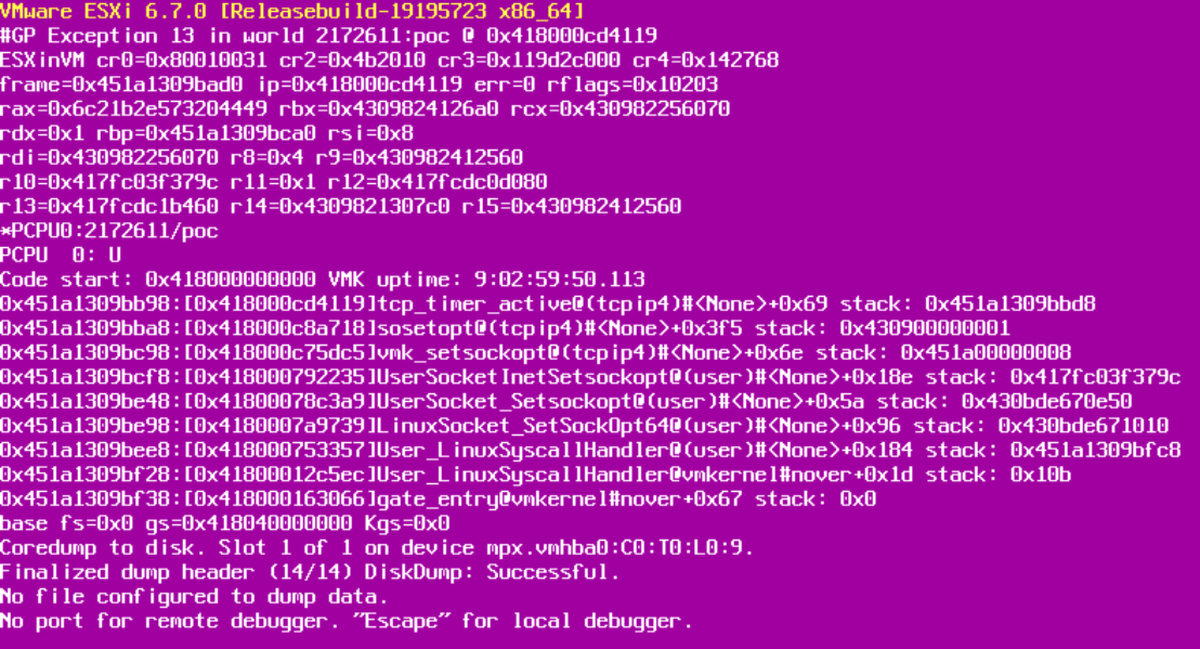 VMware ESXi 6.7.0 [Releasebuild-19195723 x86_64]
#GP Exception 13 in world 2172611:poc @ 0x418000cd4119
ESXinVM cr0=0x80010031 cr2=0x4b2010 cr3=0x119d2c000 cr4=0x142768
frame=0x451a1309bad0 ip=0x418000cd4119 err=0 rflags=0x10203
rax=0x6c21b2e573204449 rbx=0x4309824126a0 rcx=0x430982256070
rdx=0x1 rbp=0x451a1309bca0 rsi=0x8
rdi=0x430982256070 r8=0x4 r9=0x430982412560
r10=0x417fc03f379c r11=0x1 r12=0x417fcdc0d080
r13=0x417fcdc1b460 r14=0x4309821307c0 r15=0x430982412560
*PCPU0:2172611/poc
PCPU  0: U
Code start: 0x418000000000 VMK uptime: 9:02:59:50.113
0x451a1309bb98:[0x418000cd4119]tcp_timer_active@(tcpip4)#<None>+0x69 stack: 0x451a1309bbd8
0x451a1309bba8:[0x418000c8a718]sosetopt@(tcpip4)#<None>+0x3f5 stack: 0x430900000001
0x451a1309bc98:[0x418000c75dc5]vmk_setsockopt@(tcpip4)#<None>+0x6e stack: 0x451a00000008
0x451a1309bcf8:[0x418000792235]UserSocketInetSetsockopt@(user)#<None>+0x18e stack: 0x417fc03f379c
0x451a1309be48:[0x41800078c3a9]UserSocket_Setsockopt@(user)#<None>+0x5a stack: 0x430bde670e50
0x451a1309be98:[0x4180007a9739]LinuxSocket_SetSockOpt64@(user)#<None>+0x96 stack: 0x430bde671010
0x451a1309bee8:[0x418000753357]User_LinuxSyscallHandler@(user)#<None>+0x184 stack: 0x451a1309bfc8
0x451a1309bf28:[0x41800012c5ec]User_LinuxSyscallHandler@vmkernel#nover+0x1d stack: 0x10b
0x451a1309bf38:[0x418000163066]gate_entry@vmkernel#nover+0x67 stack: 0x0
base fs=0x0 gs=0x418040000000 Kgs=0x0
Coredump to disk. Slot 1 of 1 on device mpx.vmhba0:C0:T0:L0:9.
Finalized dump header (14/14) DiskDump: Successful.
No file configured to dump data.
No port for remote debugger. "Escape" for local debugger.